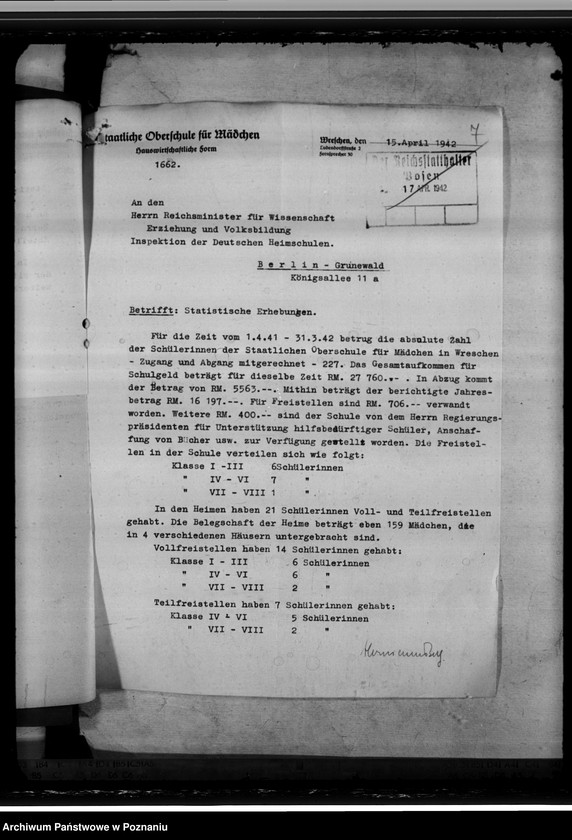 Staatliche Oberschule für Mädchen
Hauswirtschaftliche Form
1662.
Wreschen, den 15. April 1942
Ludendorffstraße 2
Fernsprecher 10
7
Der Reichsstatthalter
Posen
17 APR. 1942
An den
Herrn Reichsminister für Wissenschaft
Erziehung und Volksbildung
Inspektion der Deutschen Heimschulen.
B e r l i n - Grunewald
Königsallee 11 a
Betrifft: Statistische Erhebungen.
Für die Zeit vom 1.4.41 - 31.3.42 betrug die absolute Zahl
der Schülerinnen der Staatlichen Oberschule für Mädchen in Wreschen
- Zugang und Abgang mitgerechnet - 227. Das Gesamtaufkommen für
Schulgeld beträgt für dieselbe Zeit RM. 27 760.-- . In Abzug kommt
der Betrag von RM. 5563.--. Mithin beträgt der berichtigte Jahres-
betrag RM. 16 197.--. Für Freistellen sind RM. 706.-- verwandt
worden. Weitere RM. 400.-- sind der Schule von dem Herrn Regierungs-
präsidenten für Unterstützung hilfsbedürftiger Schüler, Anschaf-
fung von Bücher usw. zur Verfügung gestellt worden. Die Freistel-
len in der Schule verteilen sich wie folgt:
Klasse I -III 6Schülerinnen
" IV - VI 7 "
" VII - VIII 1 "
In den Heimen haben 21 Schülerinnen Voll- und Teilfreistellen
gehabt. Die Belegschaft der Heime beträgt eben 159 Mädchen, die
in 4 verschiedenen Häusern untergebracht sind.
Vollfreistellen haben 14 Schülerinnen gehabt:
Klasse I - III 6 Schülerinnen
" IV - VI 6 "
" VII - VIII 2 "
Teilfreistellen haben 7 Schülerinnen gehabt:
Klasse IV - VI 5 Schülerinnen
" VII - VIII 2 "
Archiwum Państwowe w Poznaniu